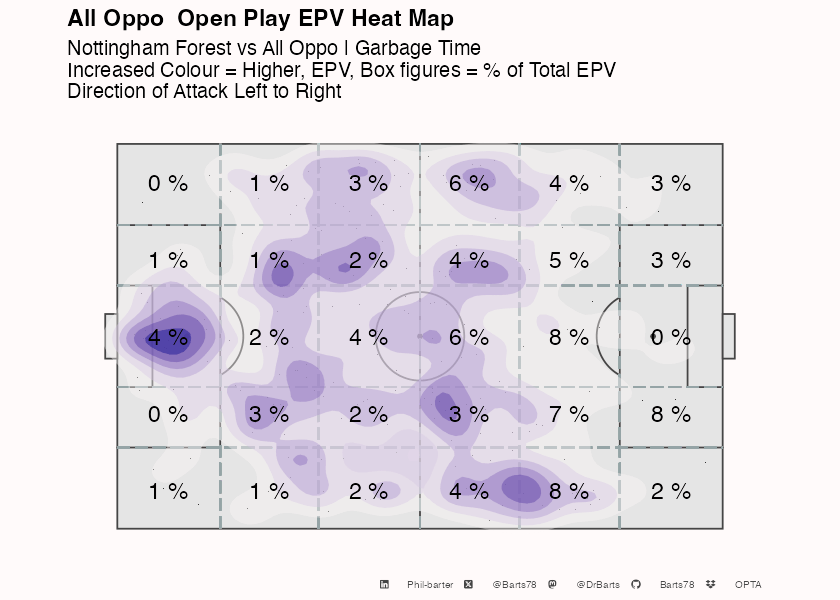 All Oppo  Open Play EPV Heat Map
Nottingham Forest vs All Oppo | Garbage Time
Increased Colour = Higher, EPV, Box figures = % of Total EPV
Direction of Attack Left to Right
0 % 1 % 3 % 6 % 4 % 3 %
1 % 1 % 2 % 4 % 5 % 3 %
4 % 2 % 4 % 6 % 8 % 0 %
0 % 3 % 2 % 3 % 7 % 8 %
1 % 1 % 2 % 4 % 8 % 2 %
Phil-barter @Barts78 @DrBarts Barts78 OPTA